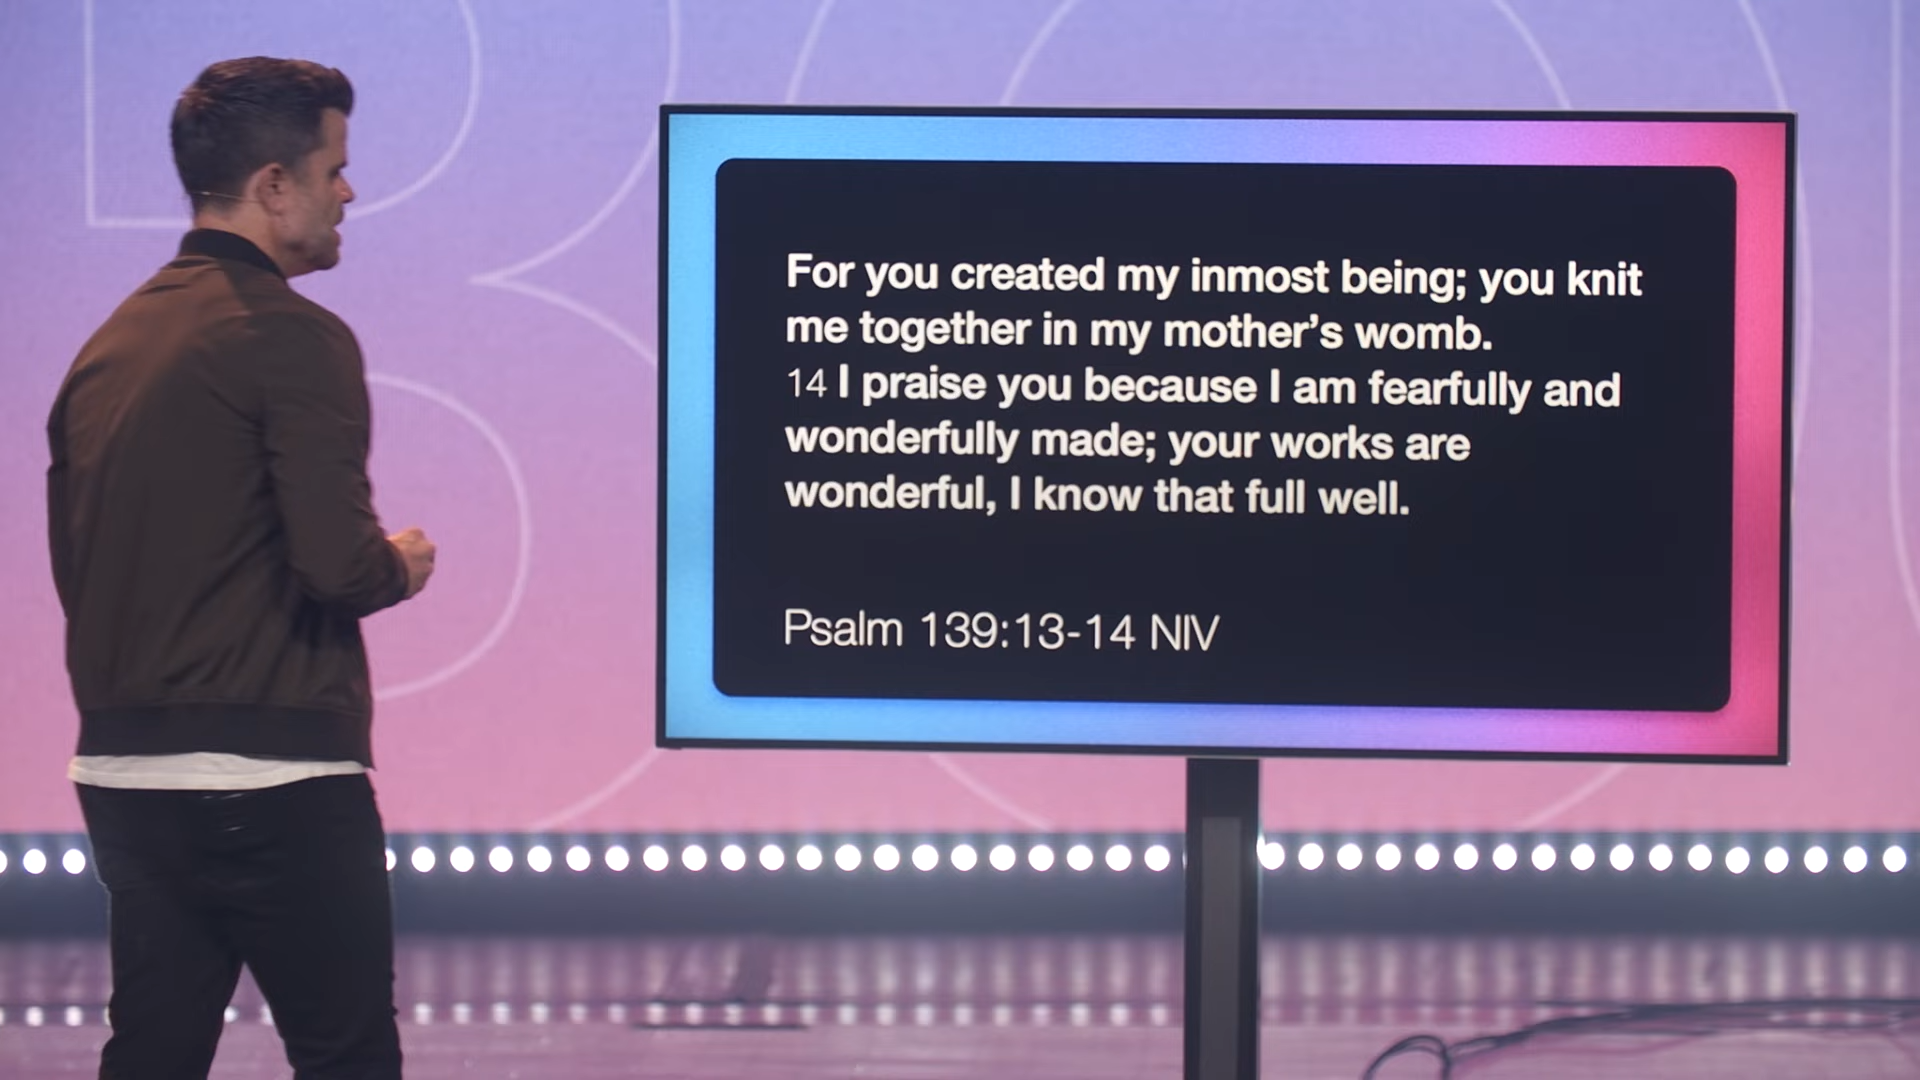 For you created my inmost being; you knit
me together in my mother’s womb.
14 I praise you because I am fearfully and
wonderfully made; your works are
wonderful, I know that full well.
Psalm 139:13-14 NIV